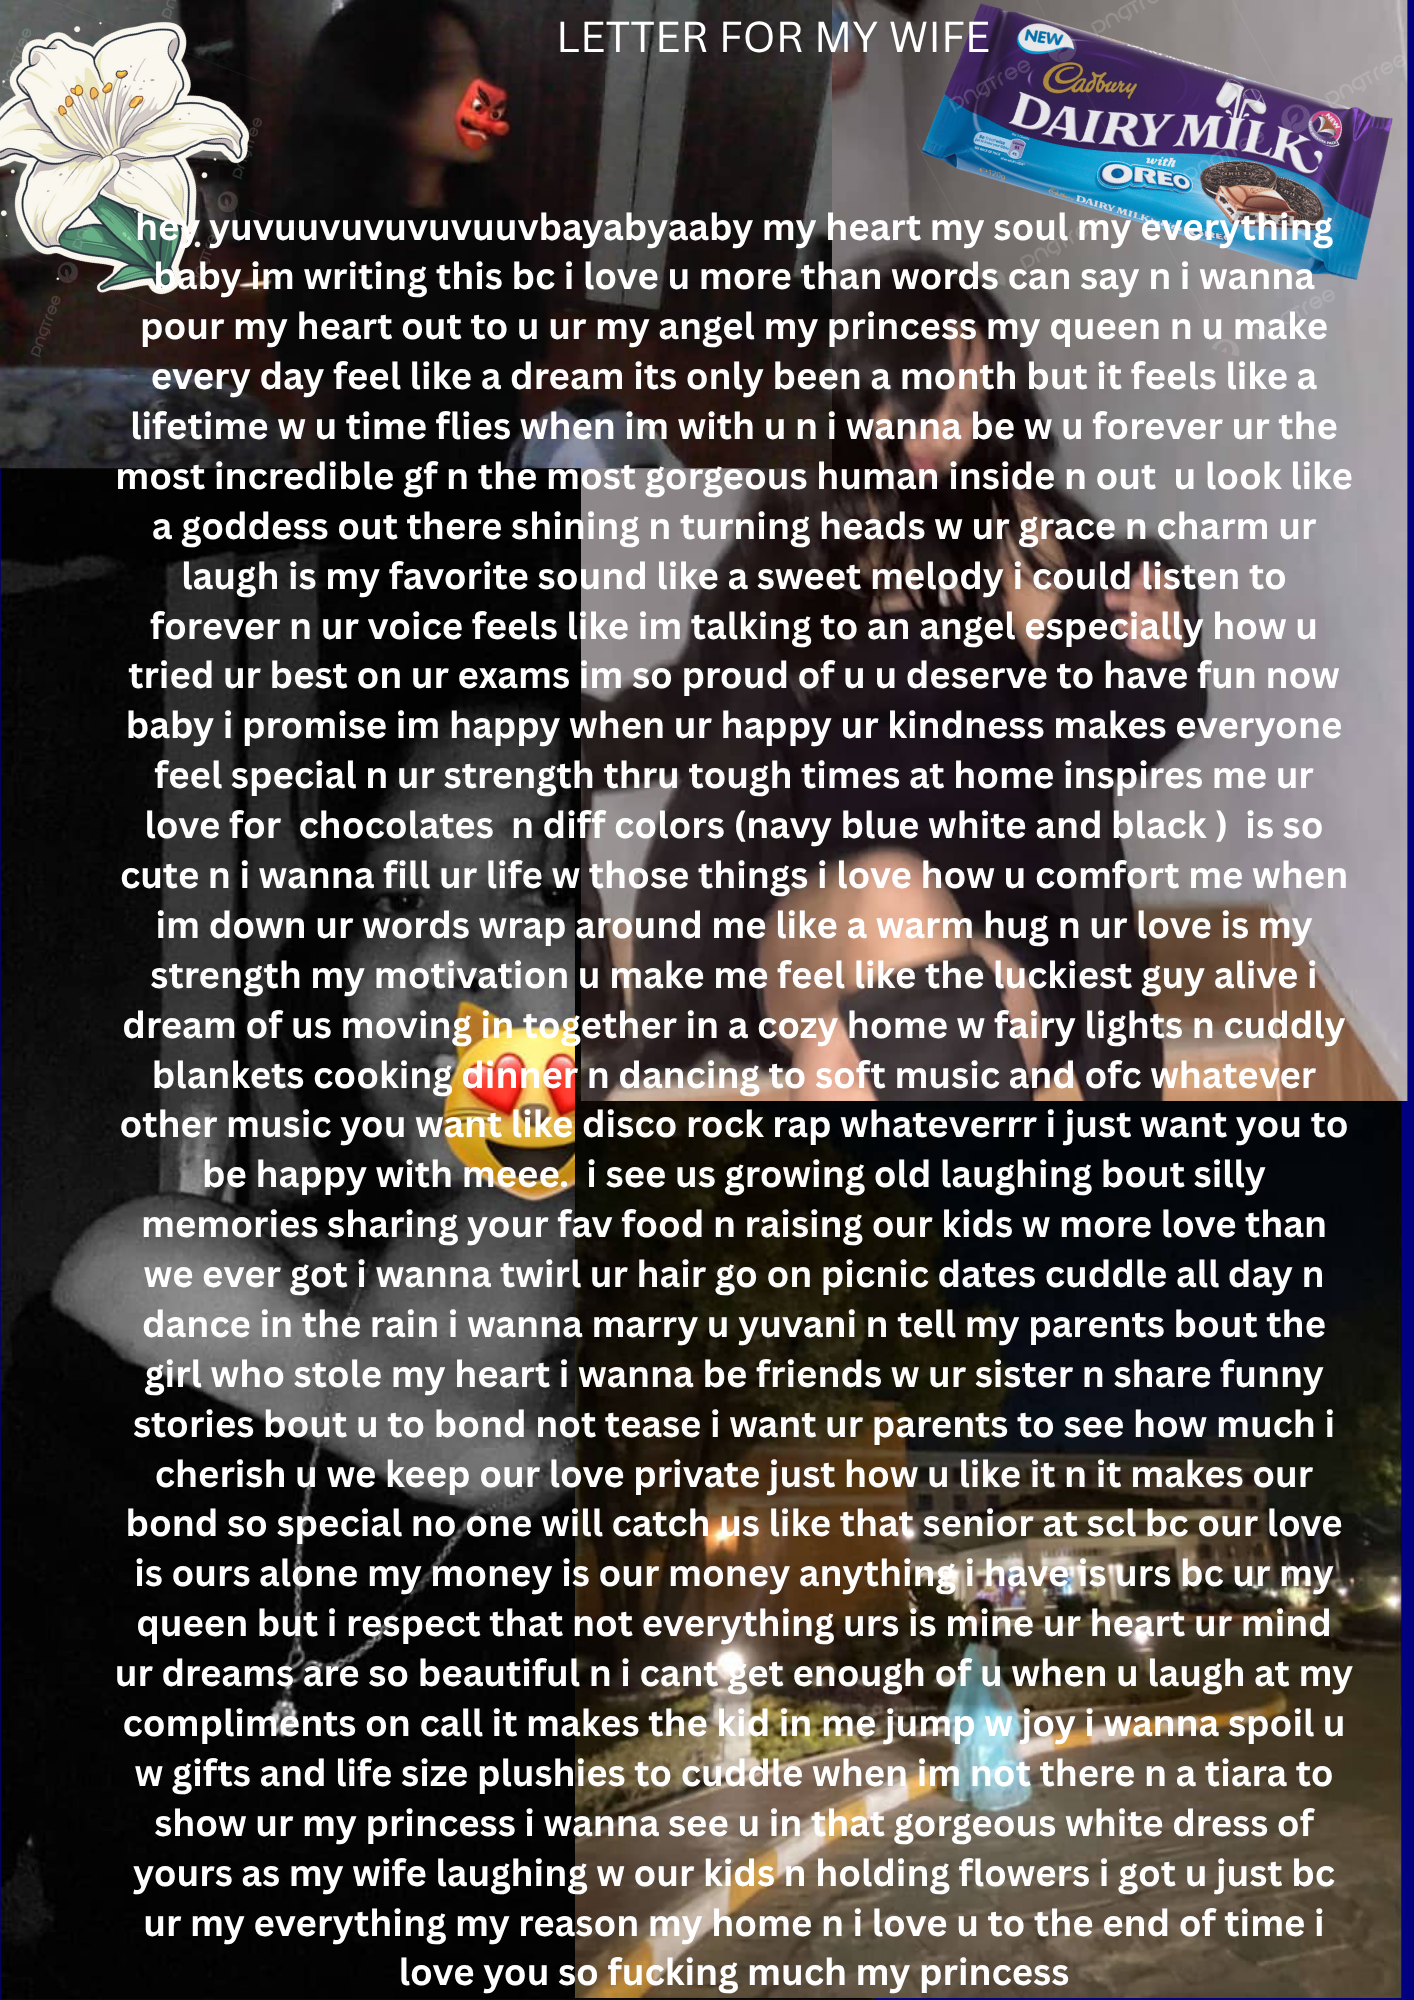 LETTER FOR MY WIFE
NEW
Cadbury
DAIRY MILK
with
OREO
DAIRY MILK
pngtree
hey yuvuuvuvuvuvuuvbayabyaaby my heart my soul my everything
baby im writing this bc i love u more than words can say n i wanna
pour my heart out to u ur my angel my princess my queen n u make
every day feel like a dream its only been a month but it feels like a
lifetime w u time flies when im with u n i wanna be w u forever ur the
most incredible gf n the most gorgeous human inside n out  u look like
a goddess out there shining n turning heads w ur grace n charm ur
laugh is my favorite sound like a sweet melody i could listen to
forever n ur voice feels like im talking to an angel especially how u
tried ur best on ur exams im so proud of u u deserve to have fun now
baby i promise im happy when ur happy ur kindness makes everyone
feel special n ur strength thru tough times at home inspires me ur
love for  chocolates  n diff colors (navy blue white and black )  is so
cute n i wanna fill ur life w those things i love how u comfort me when
im down ur words wrap around me like a warm hug n ur love is my
strength my motivation u make me feel like the luckiest guy alive i
dream of us moving in together in a cozy home w fairy lights n cuddly
blankets cooking dinner n dancing to soft music and ofc whatever
other music you want like disco rock rap whateverrr i just want you to
be happy with meee.  i see us growing old laughing bout silly
memories sharing your fav food n raising our kids w more love than
we ever got i wanna twirl ur hair go on picnic dates cuddle all day n
dance in the rain i wanna marry u yuvani n tell my parents bout the
girl who stole my heart i wanna be friends w ur sister n share funny
stories bout u to bond not tease i want ur parents to see how much i
cherish u we keep our love private just how u like it n it makes our
bond so special no one will catch us like that senior at scl bc our love
is ours alone my money is our money anything i have is urs bc ur my
queen but i respect that not everything urs is mine ur heart ur mind
ur dreams are so beautiful n i cant get enough of u when u laugh at my
compliments on call it makes the kid in me jump w joy i wanna spoil u
w gifts and life size plushies to cuddle when im not there n a tiara to
show ur my princess i wanna see u in that gorgeous white dress of
yours as my wife laughing w our kids n holding flowers i got u just bc
ur my everything my reason my home n i love u to the end of time i
love you so fucking much my princess